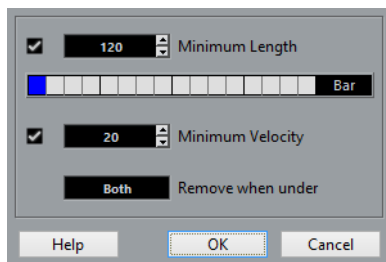 120 Minimum Length
Bar
20 Minimum Velocity
Both Remove when under
Help OK Cancel